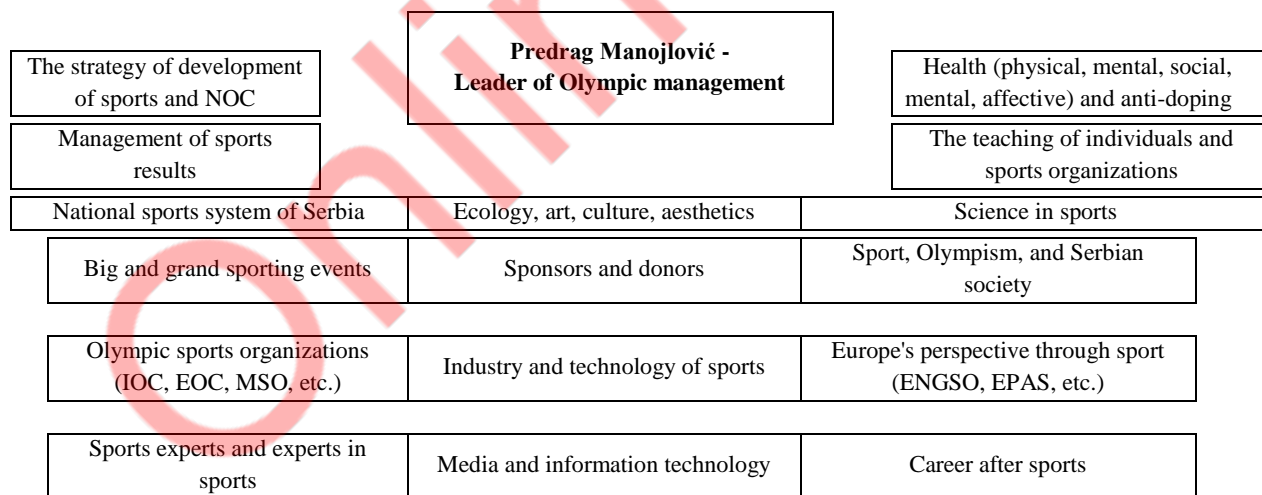 Predrag Manojlović -
Leader of Olympic management
The strategy of development
of sports and NOC
Health (physical, mental, social,
mental, affective) and anti-doping
Management of sports
results
The teaching of individuals and
sports organizations
National sports system of Serbia
Ecology, art, culture, aesthetics
Science in sports
Big and grand sporting events
Sponsors and donors
Sport, Olympism, and Serbian
society
Olympic sports organizations
(IOC, EOC, MSO, etc.)
Industry and technology of sports
Europe's perspective through sport
(ENGSO, EPAS, etc.)
Sports experts and experts in
sports
Media and information technology
Career after sports
Onlin